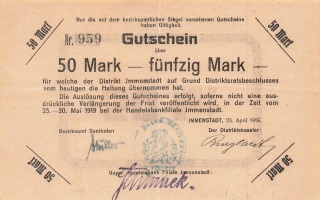 Nur die mit dem bezirksamtlichen Siegel versehenen Gutscheine
haben Gültigkeit.
50 Mark
50 Mark
Nr. 959
Gutschein
über
50 Mark — fünfzig Mark —
für welche der Distrikt Immenstadt auf Grund Distriktsratsbeschlusses
vom heutigen die Haftung übernommen hat.
Die Auslösung dieses Gutscheines erfolgt, soferne nicht eine aus-
drückliche Verlängerung der Frist veröffentlicht wird, in der Zeit vom
25.—30. Mai 1919 bei der Handelsbankfiliale Immenstadt.
IMMENSTADT, 23. April 1919.
Bezirksamt Sonthofen
Der Distriktskassier:
Bayer. Handelsbank Filiale Immenstadt:
50 Mark
50 Mark